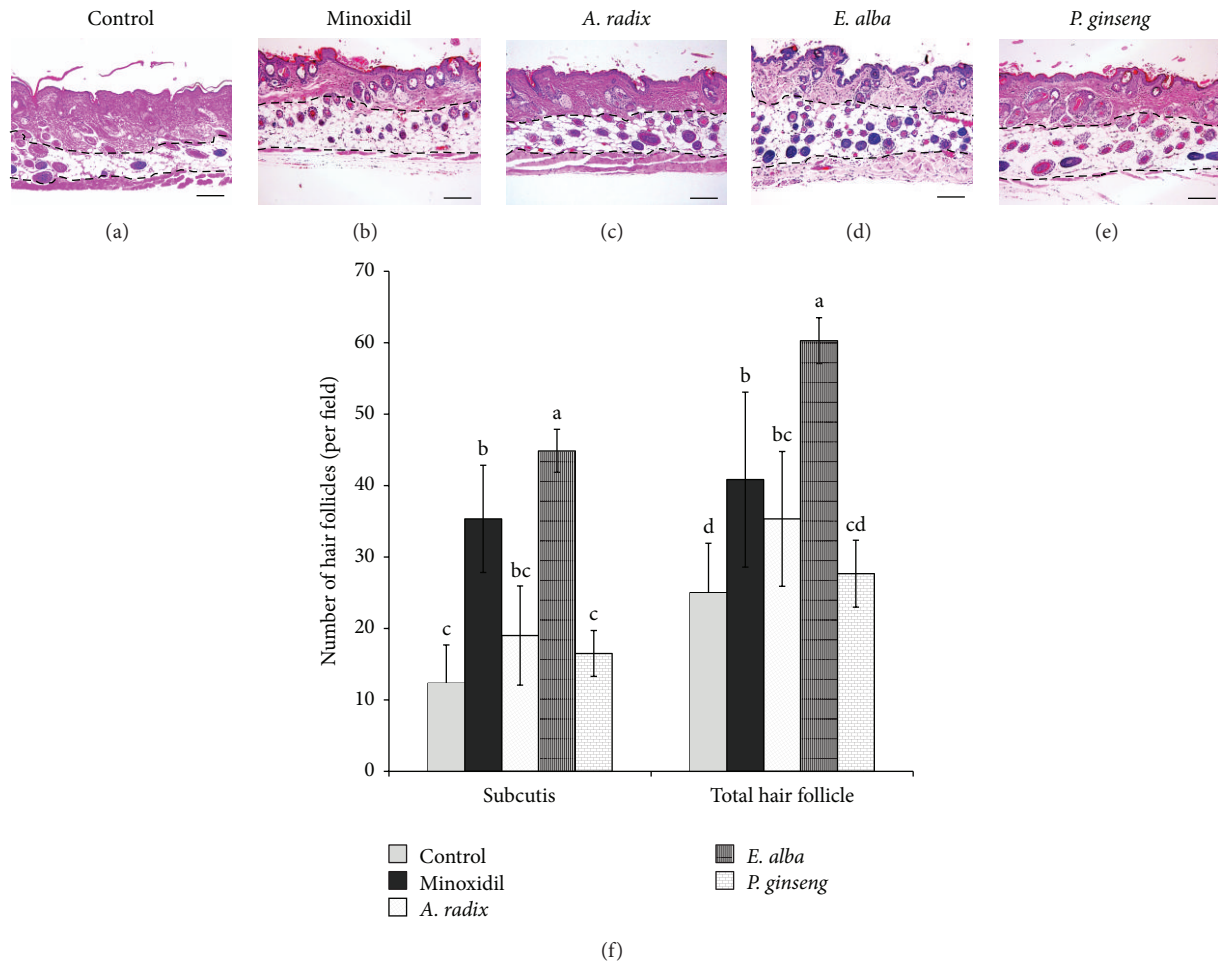 Control
Minoxidil
A. radix
E. alba
P. ginseng
(a)
(b)
(c)
(d)
(e)
Number of hair follicles (per field)
70
60
50
40
30
20
10
0
c
b
bc
a
c
d
b
bc
a
cd
Subcutis
Total hair follicle
Control
Minoxidil
A. radix
E. alba
P. ginseng
(f)